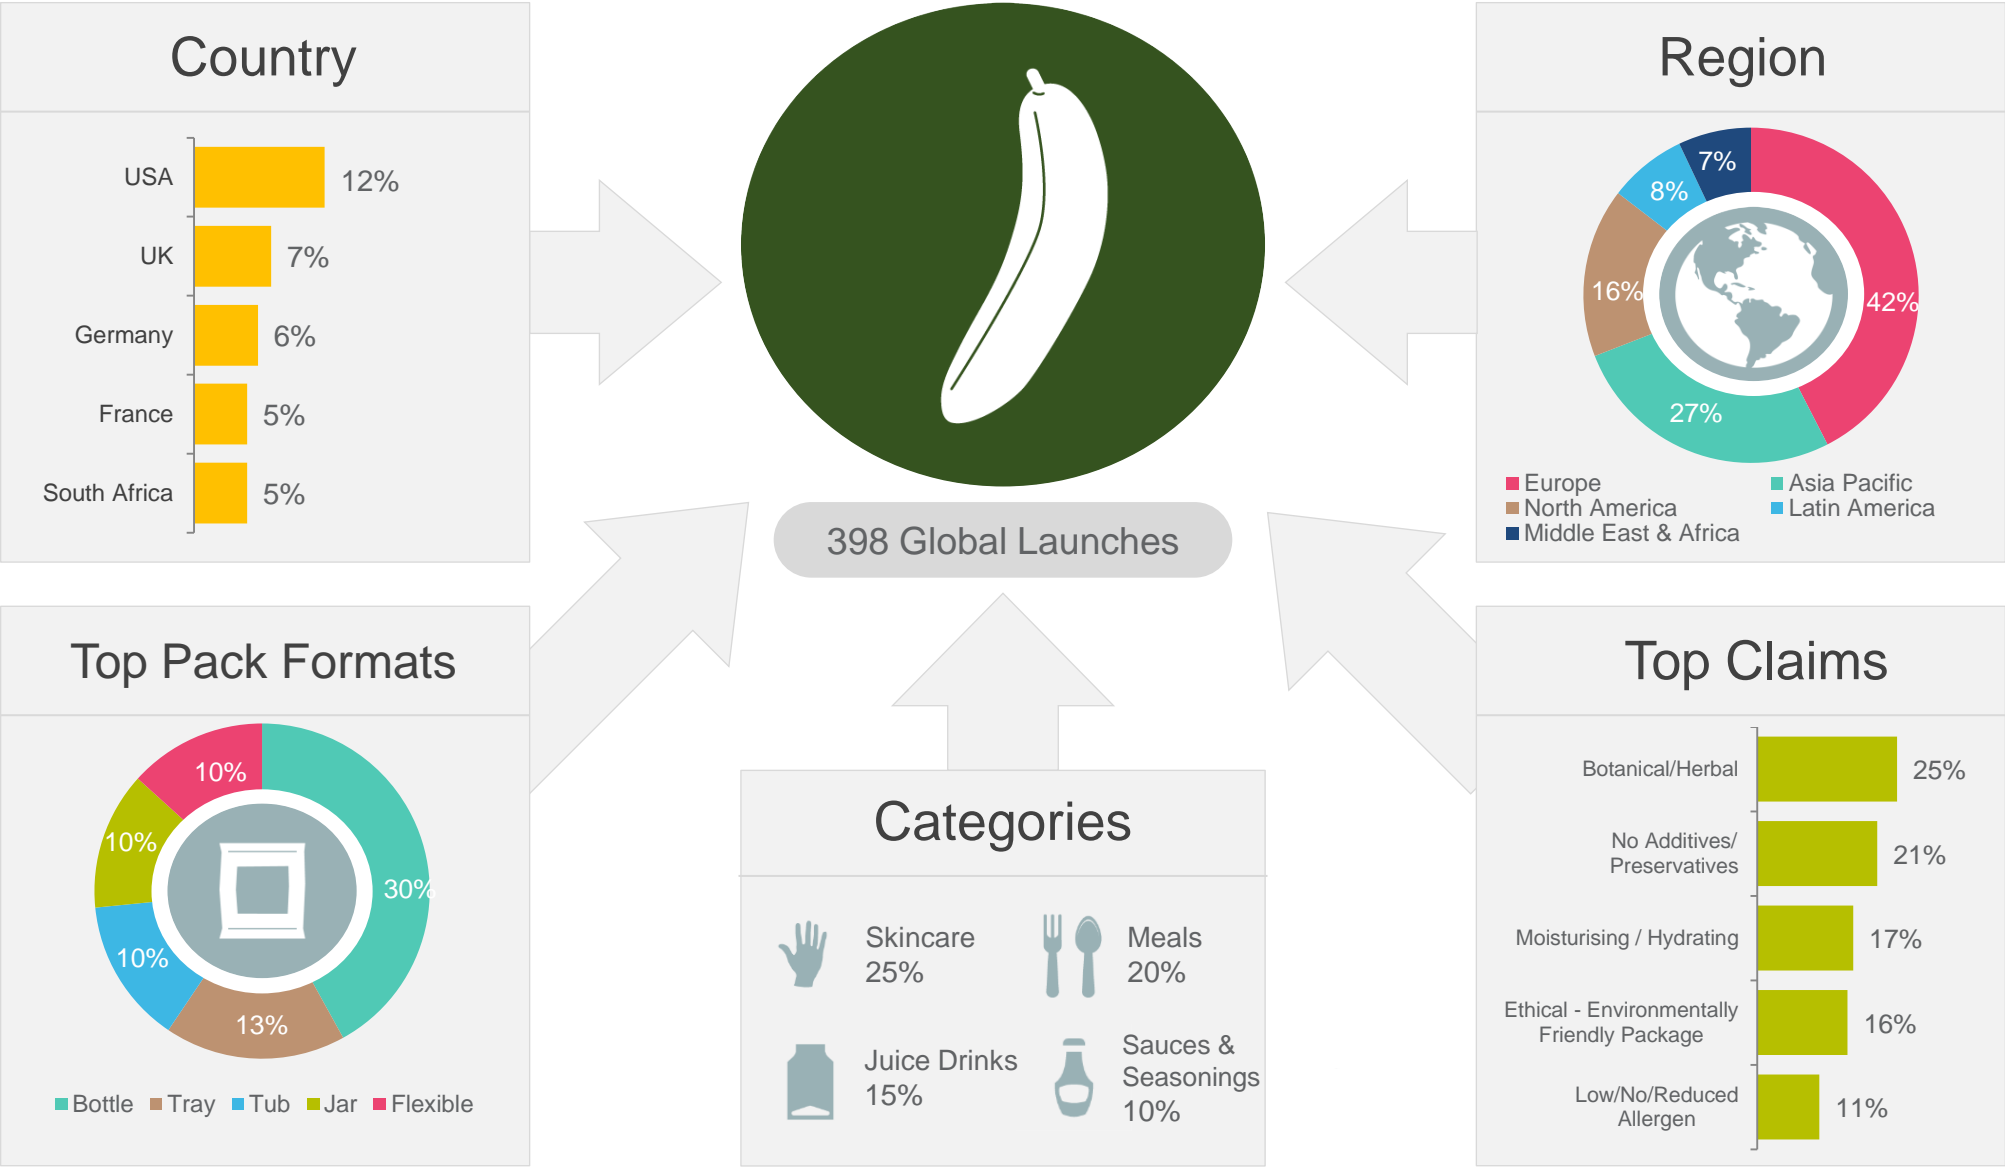 Country
USA
12%
UK
7%
Germany
6%
France
5%
South Africa
5%
398 Global Launches
Region
7%
8%
16%
42%
27%
Europe
Asia Pacific
North America
Latin America
Middle East & Africa
Top Pack Formats
10%
10%
30%
10%
13%
Bottle
Tray
Tub
Jar
Flexible
Categories
Skincare
25%
Meals
20%
Juice Drinks
15%
Sauces &
Seasonings
10%
Top Claims
Botanical/Herbal
25%
No Additives/
Preservatives
21%
Moisturising / Hydrating
17%
Ethical - Environmentally
Friendly Package
16%
Low/No/Reduced
Allergen
11%